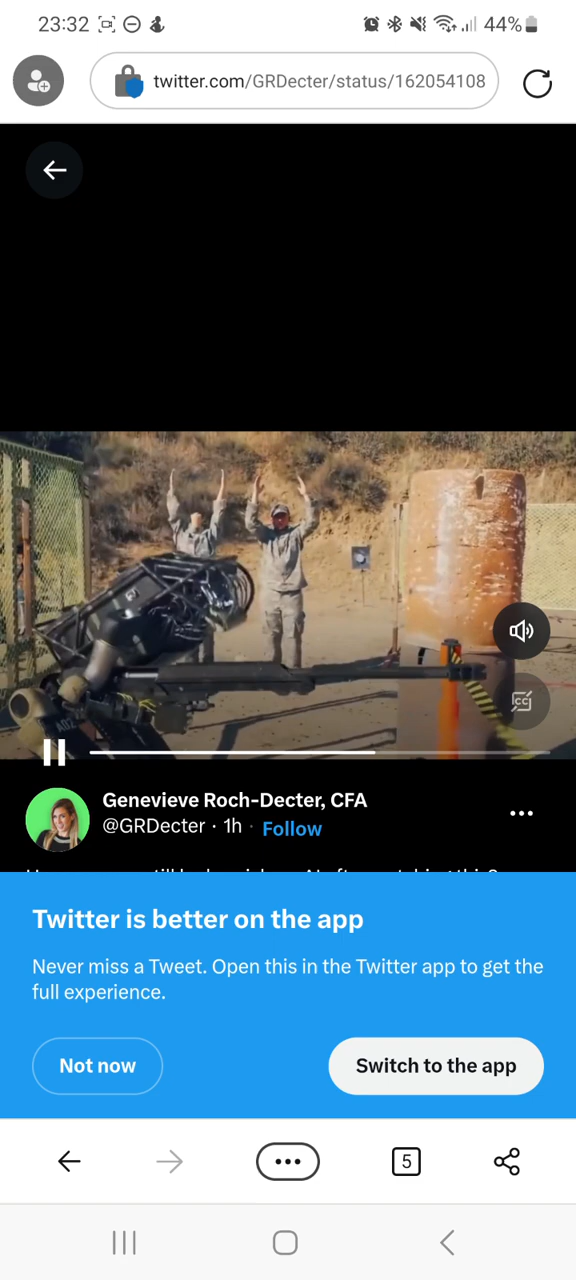 23:32
44%
twitter.com/GRDecter/status/162054108
CC
Genevieve Roch-Decter, CFA
@GRDecter · 1h · Follow
Twitter is better on the app
Never miss a Tweet. Open this in the Twitter app to get the
full experience.
Not now
Switch to the app
5